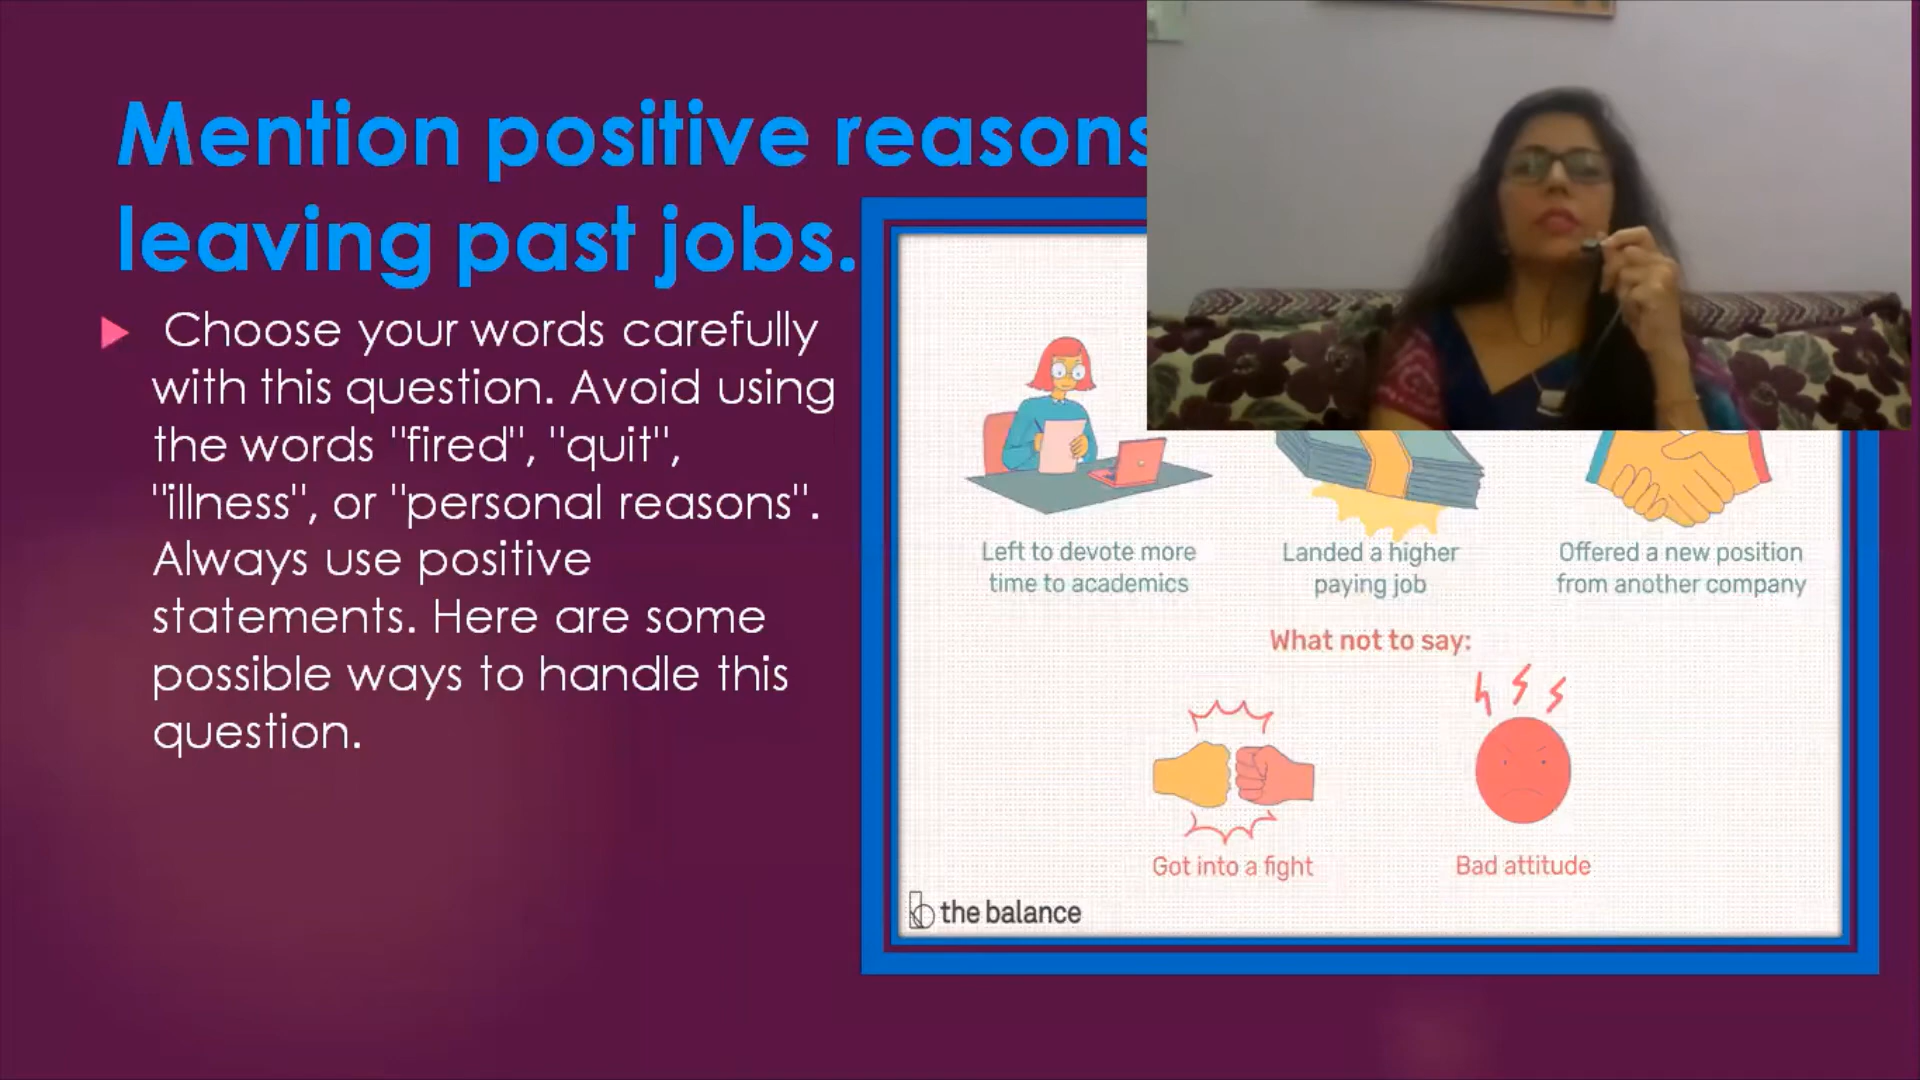 Mention positive reasons
leaving past jobs.
Choose your words carefully
with this question. Avoid using
the words "fired", "quit",
"illness", or "personal reasons".
Always use positive
statements. Here are some
possible ways to handle this
question.
Left to devote more
time to academics
Landed a higher
paying job
Offered a new position
from another company
What not to say:
Got into a fight
Bad attitude
the balance